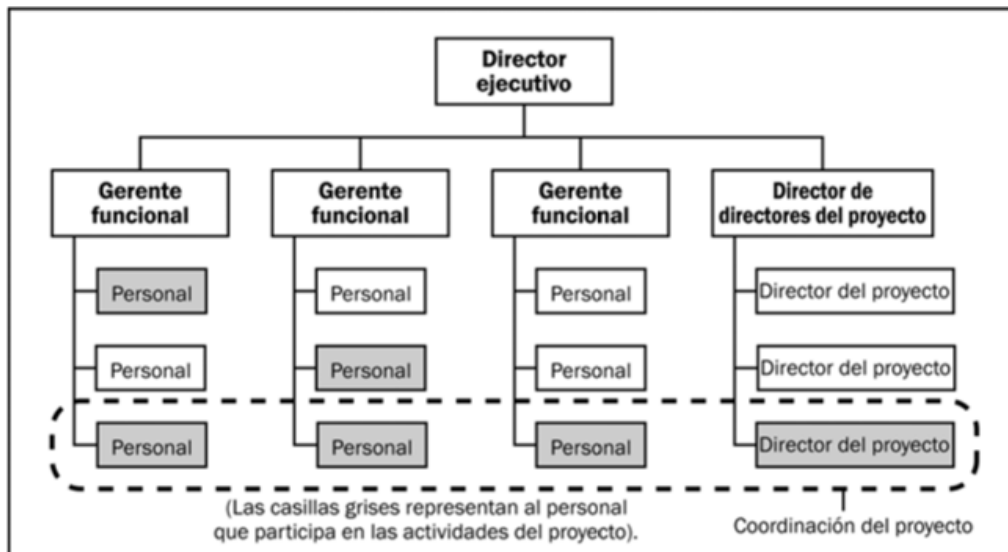 Director
ejecutivo
Gerente
funcional
Gerente
funcional
Gerente
funcional
Director de
directores del proyecto
Personal
Personal
Personal
Director del proyecto
Personal
Personal
Personal
Director del proyecto
Personal
Personal
Personal
Director del proyecto
(Las casillas grises representan al personal
que participa en las actividades del proyecto).
Coordinación del proyecto